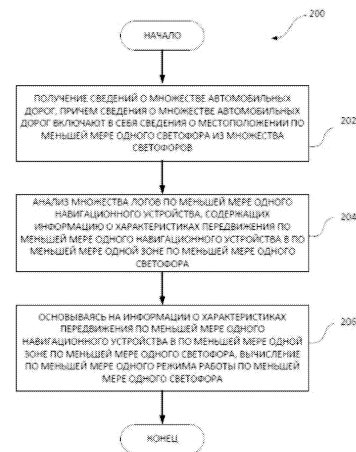 200
НАЧАЛО
ПОЛУЧЕНИЕ СВЕДЕНИЙ О МНОЖЕСТВЕ АВТОМОБИЛЬНЫХ
ДОРОГ, ПРИЧЕМ СВЕДЕНИЯ О МНОЖЕСТВЕ АВТОМОБИЛЬНЫХ
ДОРОГ ВКЛЮЧАЮТ В СЕБЯ СВЕДЕНИЯ О МЕСТОПОЛОЖЕНИИ ПО
МЕНЬШЕЙ МЕРЕ ОДНОГО СВЕТОФОРА ИЗ МНОЖЕСТВА
СВЕТОФОРОВ
202
АНАЛИЗ МНОЖЕСТВА ЛОГОВ ПО МЕНЬШЕЙ МЕРЕ ОДНОГО
НАВИГАЦИОННОГО УСТРОЙСТВА, СОДЕРЖАЩИХ
ИНФОРМАЦИЮ О ХАРАКТЕРИСТИКАХ ПЕРЕДВИЖЕНИЯ ПО
МЕНЬШЕЙ МЕРЕ ОДНОГО НАВИГАЦИОННОГО УСТРОЙСТВА В ПО
МЕНЬШЕЙ МЕРЕ ОДНОЙ ЗОНЕ ПО МЕНЬШЕЙ МЕРЕ ОДНОГО
СВЕТОФОРА
204
ОСНОВЫВАЯСЬ НА ИНФОРМАЦИИ О ХАРАКТЕРИСТИКАХ
ПЕРЕДВИЖЕНИЯ ПО МЕНЬШЕЙ МЕРЕ ОДНОГО
НАВИГАЦИОННОГО УСТРОЙСТВА В ПО МЕНЬШЕЙ МЕРЕ ОДНОЙ
ЗОНЕ ПО МЕНЬШЕЙ МЕРЕ ОДНОГО СВЕТОФОРА, ВЫЧИСЛЕНИЕ
ПО МЕНЬШЕЙ МЕРЕ ОДНОГО РЕЖИМА РАБОТЫ ПО МЕНЬШЕЙ
МЕРЕ ОДНОГО СВЕТОФОРА
206
КОНЕЦ